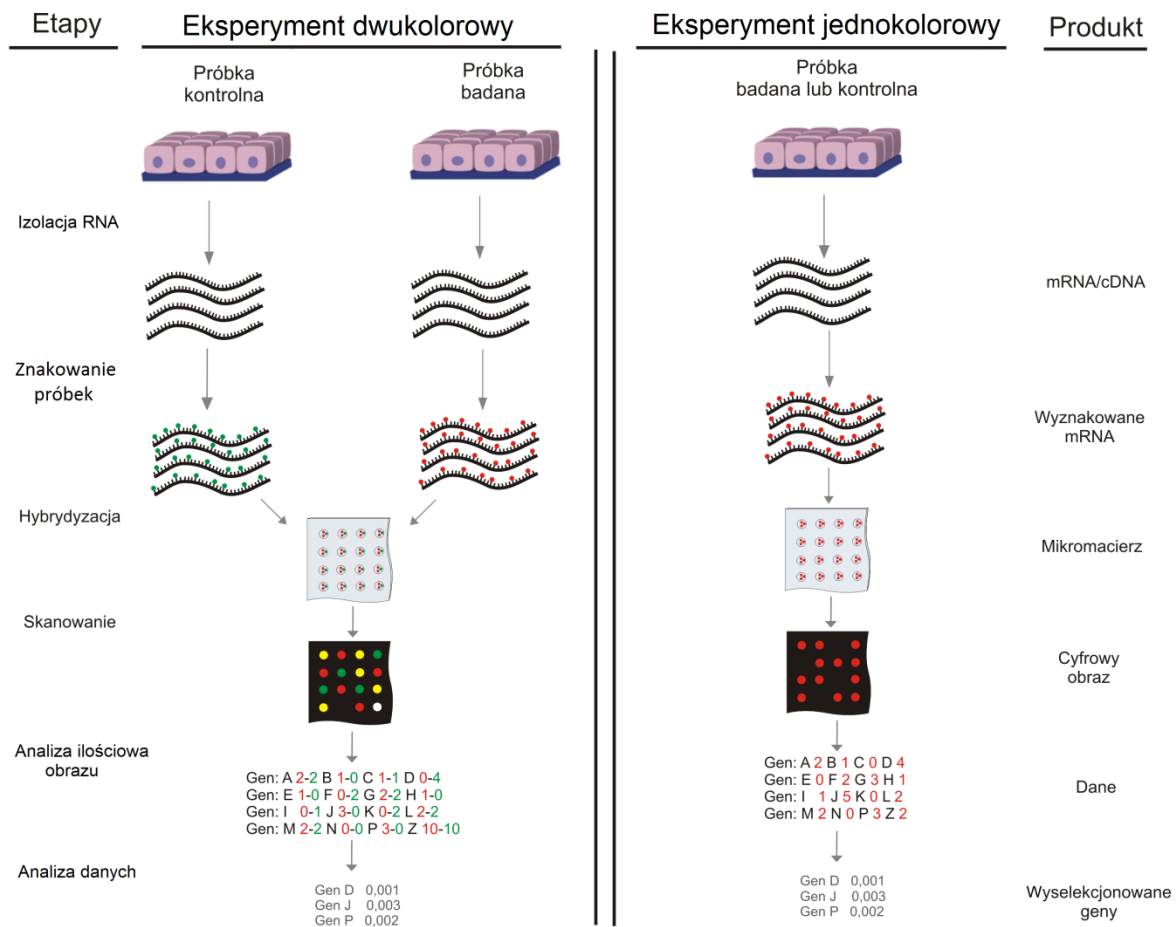 Etapy
Eksperyment dwukolorowy
Eksperyment jednokolorowy
Produkt
Próbka
kontrolna
Próbka
badana
Próbka
badana lub kontrolna
Izolacja RNA
mRNA/cDNA
Znakowanie
próbek
Wyznakowane
mRNA
Hybrydyzacja
Mikromacierz
Skanowanie
Cyfrowy
obraz
Analiza ilościowa
obrazu
Gen: A 2-2 B 1-0 C 1-1 D 0-4
Gen: E 1-0 F 0-2 G 2-2 H 1-0
Gen: I 0-1 J 3-0 K 0-2 L 2-2
Gen: M 2-2 N 0-0 P 3-0 Z 10-10
Gen: A 2 B 1 C 0 D 4
Gen: E 0 F 2 G 3 H 1
Gen: I 1 J 5 K 0 L 2
Gen: M 2 N 0 P 3 Z 2
Dane
Analiza danych
Gen D 0,001
Gen J 0,003
Gen P 0,002
Gen D 0,001
Gen J 0,003
Gen P 0,002
Wyselekcjonowane
geny